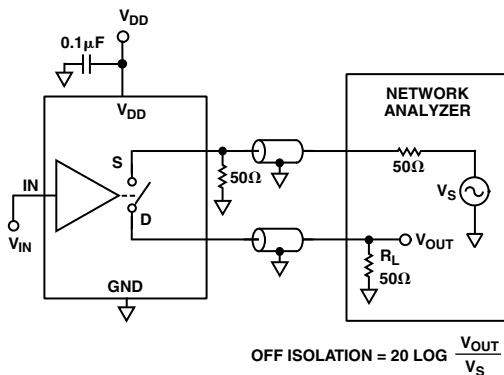 V_DD
0.1μF
V_DD
NETWORK
ANALYZER
S
50Ω
50Ω
V_S
IN
D
V_IN
V_OUT
R_L
50Ω
GND
OFF ISOLATION = 20 LOG V_OUT / V_S